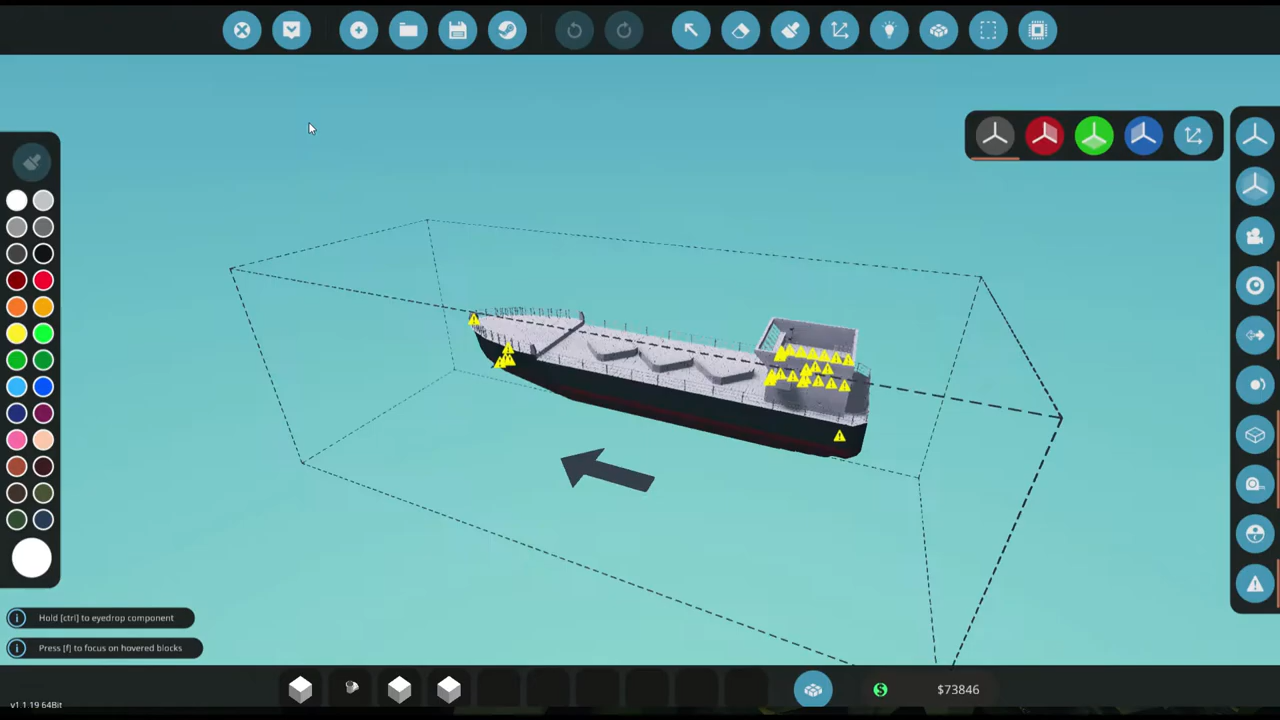 Hold [ctrl] to eyedrop component
Press [f] to focus on hovered blocks
$73846
v1.1.19 64Bit